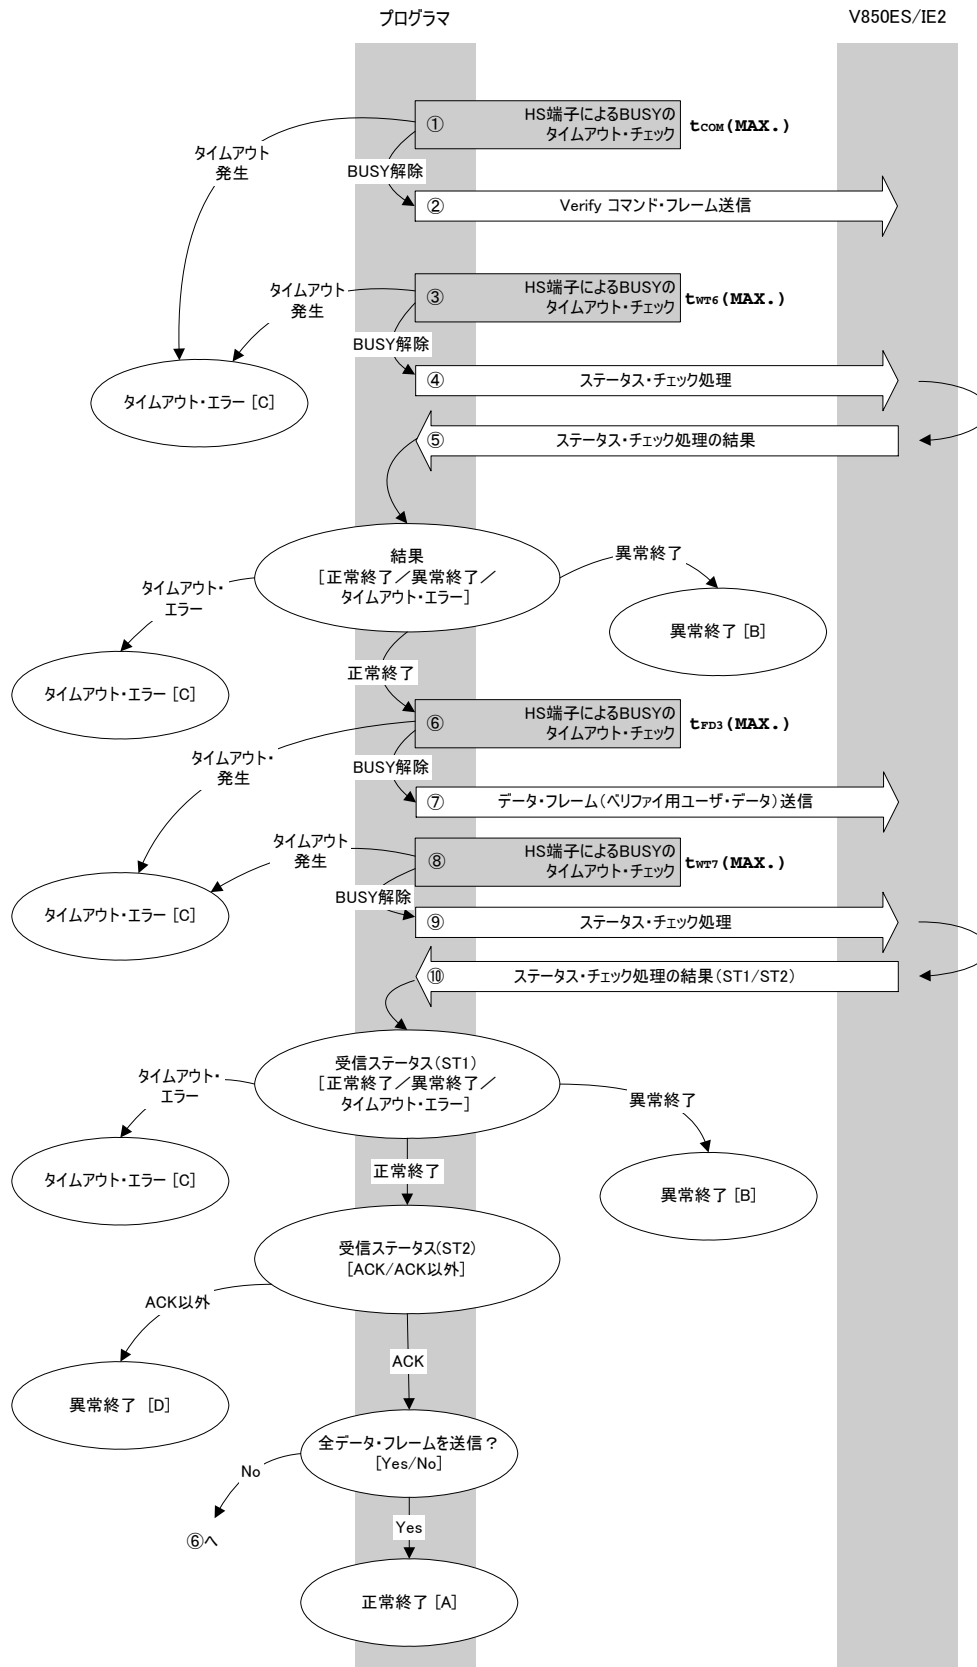 プログラマ
V850ES/IE2
①
HS端子によるBUSYの
タイムアウト・チェック
tCOM(MAX.)
タイムアウト
発生
BUSY解除
②
Verify コマンド・フレーム送信
③
HS端子によるBUSYの
タイムアウト・チェック
tWT6(MAX.)
タイムアウト
発生
BUSY解除
④
ステータス・チェック処理
タイムアウト・エラー [C]
⑤
ステータス・チェック処理の結果
結果
[正常終了／異常終了／
タイムアウト・エラー]
異常終了
タイムアウト・
エラー
異常終了 [B]
正常終了
タイムアウト・エラー [C]
⑥
HS端子によるBUSYの
タイムアウト・チェック
tFD3(MAX.)
タイムアウト・
発生
BUSY解除
⑦
データ・フレーム（ベリファイ用ユーザ・データ）送信
⑧
HS端子によるBUSYの
タイムアウト・チェック
tWT7(MAX.)
タイムアウト
発生
BUSY解除
タイムアウト・エラー [C]
⑨
ステータス・チェック処理
⑩
ステータス・チェック処理の結果(ST1/ST2)
受信ステータス(ST1)
[正常終了／異常終了／
タイムアウト・エラー]
タイムアウト・
エラー
異常終了
正常終了
タイムアウト・エラー [C]
異常終了 [B]
受信ステータス(ST2)
[ACK/ACK以外]
ACK以外
ACK
異常終了 [D]
全データ・フレームを送信？
[Yes/No]
No
Yes
⑥へ
正常終了 [A]